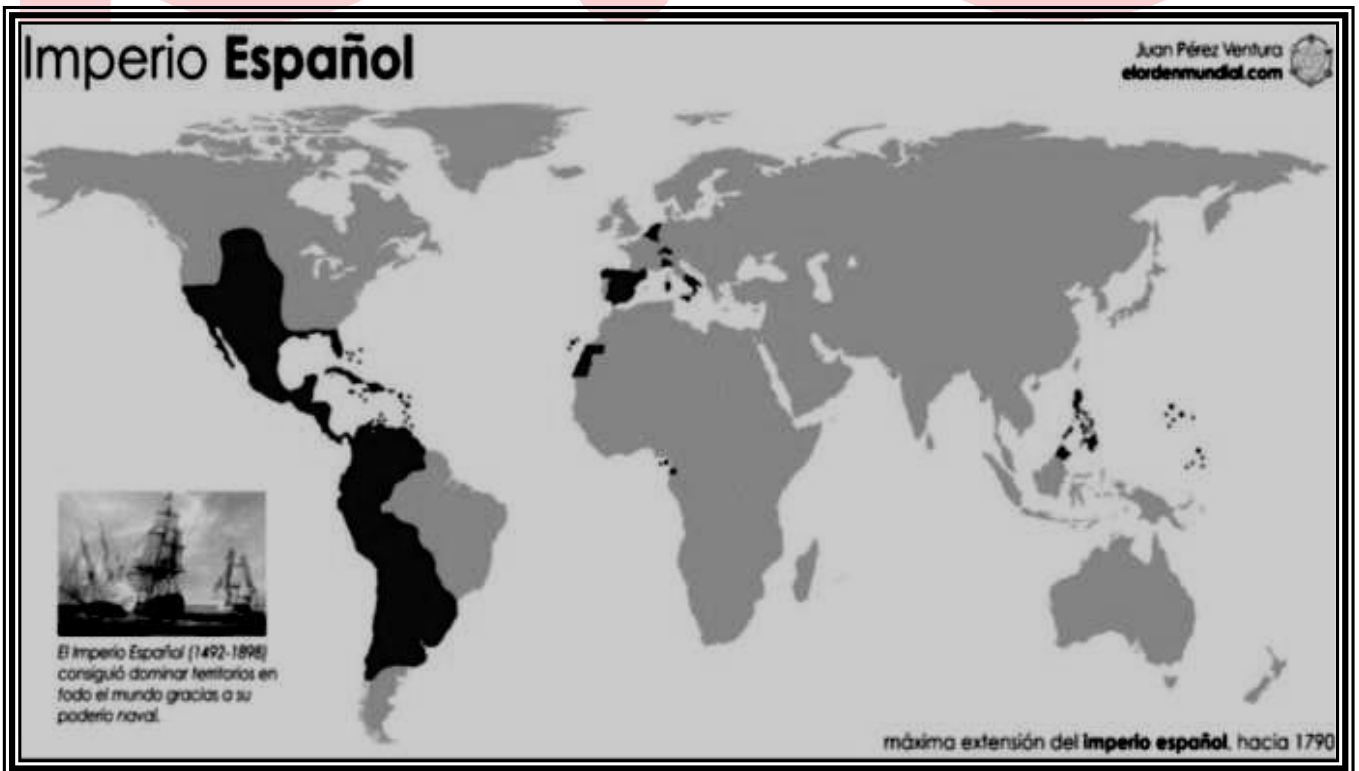 Imperio Español
Juan Pérez Ventura
elordenmundial.com
El Imperio Español (1492-1898)
consiguió dominar territorios en
todo el mundo gracias a su
poderío naval.
máxima extensión del imperio español, hacia 1790